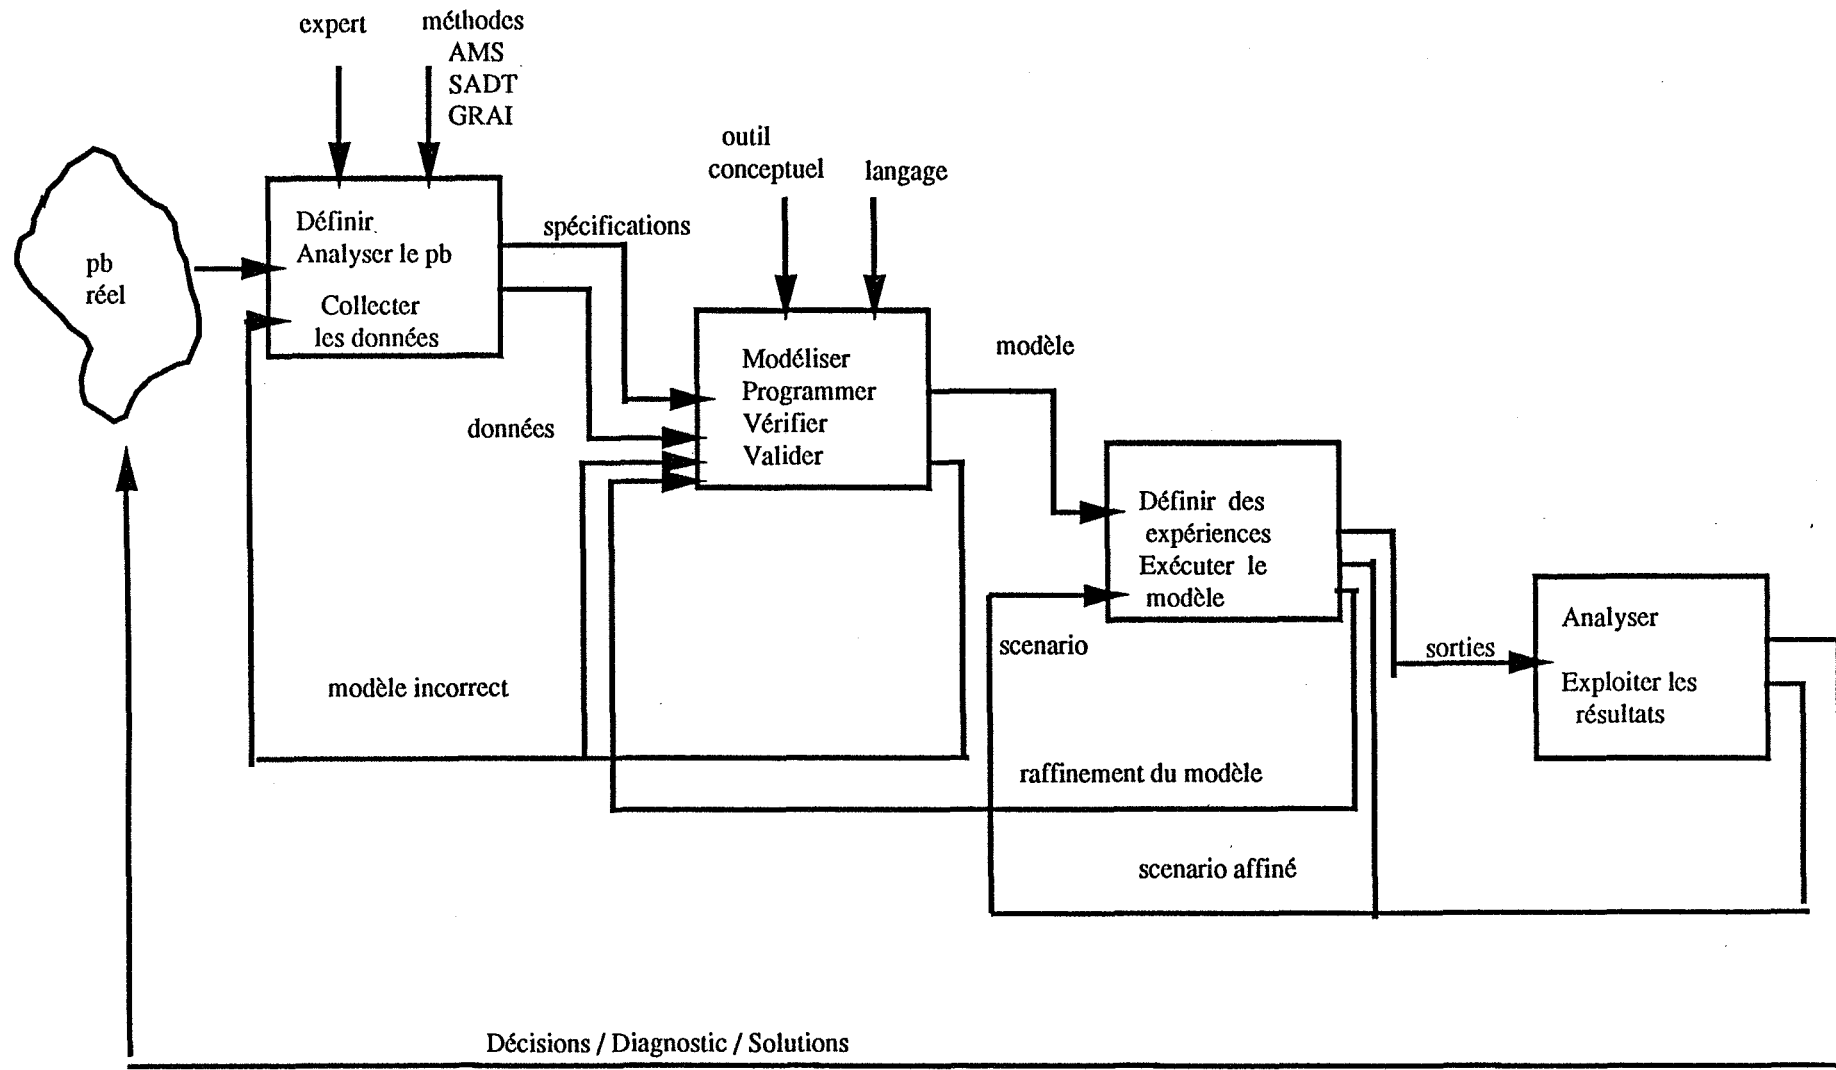 expert
méthodes
AMS
SADT
GRAI
pb
réel
Définir
Analyser le pb
Collecter
les données
spécifications
données
outil
conceptuel
langage
Modéliser
Programmer
Vérifier
Valider
modèle
Définir des
expériences
Exécuter le
modèle
scenario
sorties
Analyser
Exploiter les
résultats
modèle incorrect
raffinement du modèle
scenario affiné
Décisions / Diagnostic / Solutions